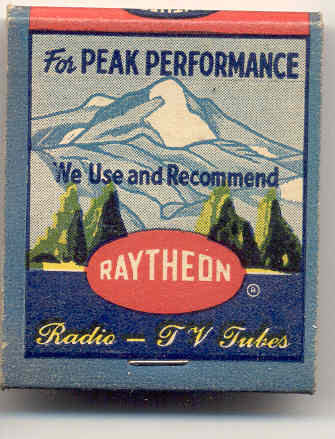 For PEAK PERFORMANCE
We Use and Recommend
RAYTHEON
®
Radio — TV Tubes